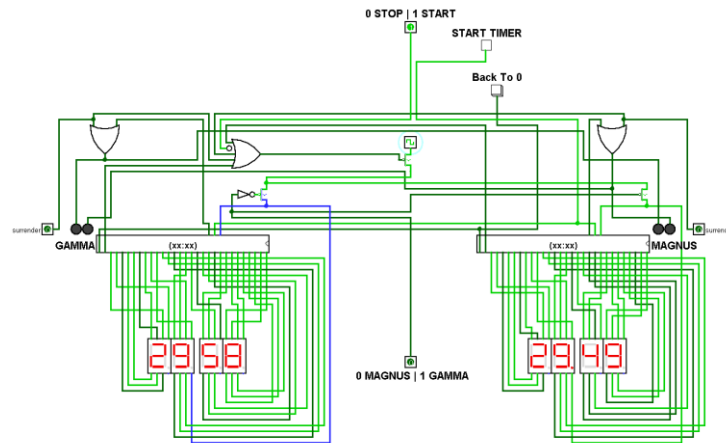 0 STOP | 1 START
START TIMER
Back To 0
surrender
GAMMA
(xx:xx)
(xx:xx)
MAGNUS
surren
29 58
29. 49
0 MAGNUS | 1 GAMMA